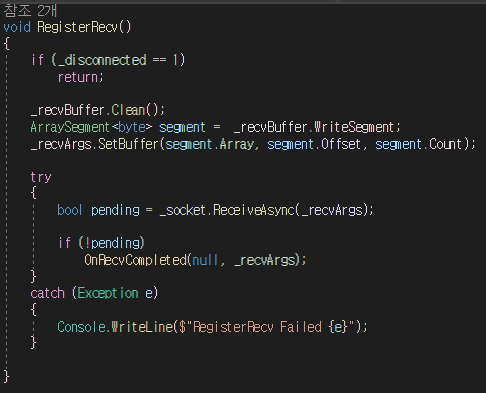 참조 2개
void RegisterRecv()
{
if (_disconnected == 1)
return;
_recvBuffer.Clean();
ArraySegment<byte> segment = _recvBuffer.WriteSegment;
_recvArgs.SetBuffer(segment.Array, segment.Offset, segment.Count);
try
{
bool pending = _socket.ReceiveAsync(_recvArgs);
if (!pending)
OnRecvCompleted(null, _recvArgs);
}
catch (Exception e)
{
Console.WriteLine($"RegisterRecv Failed {e}");
}
}